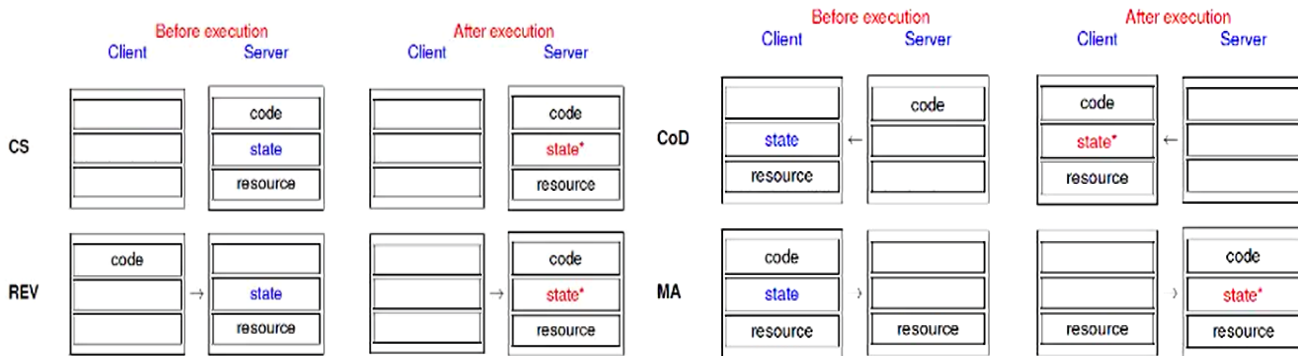 Before execution
Client Server
After execution
Client Server
CS
code
state
resource
code
state*
resource
REV
code
→
state
resource
→
code
state*
resource
Before execution
Client Server
After execution
Client Server
CoD
state
resource
←
code
code
state*
resource
←
MA
code
state
resource
→
resource
resource
→
code
state*
resource